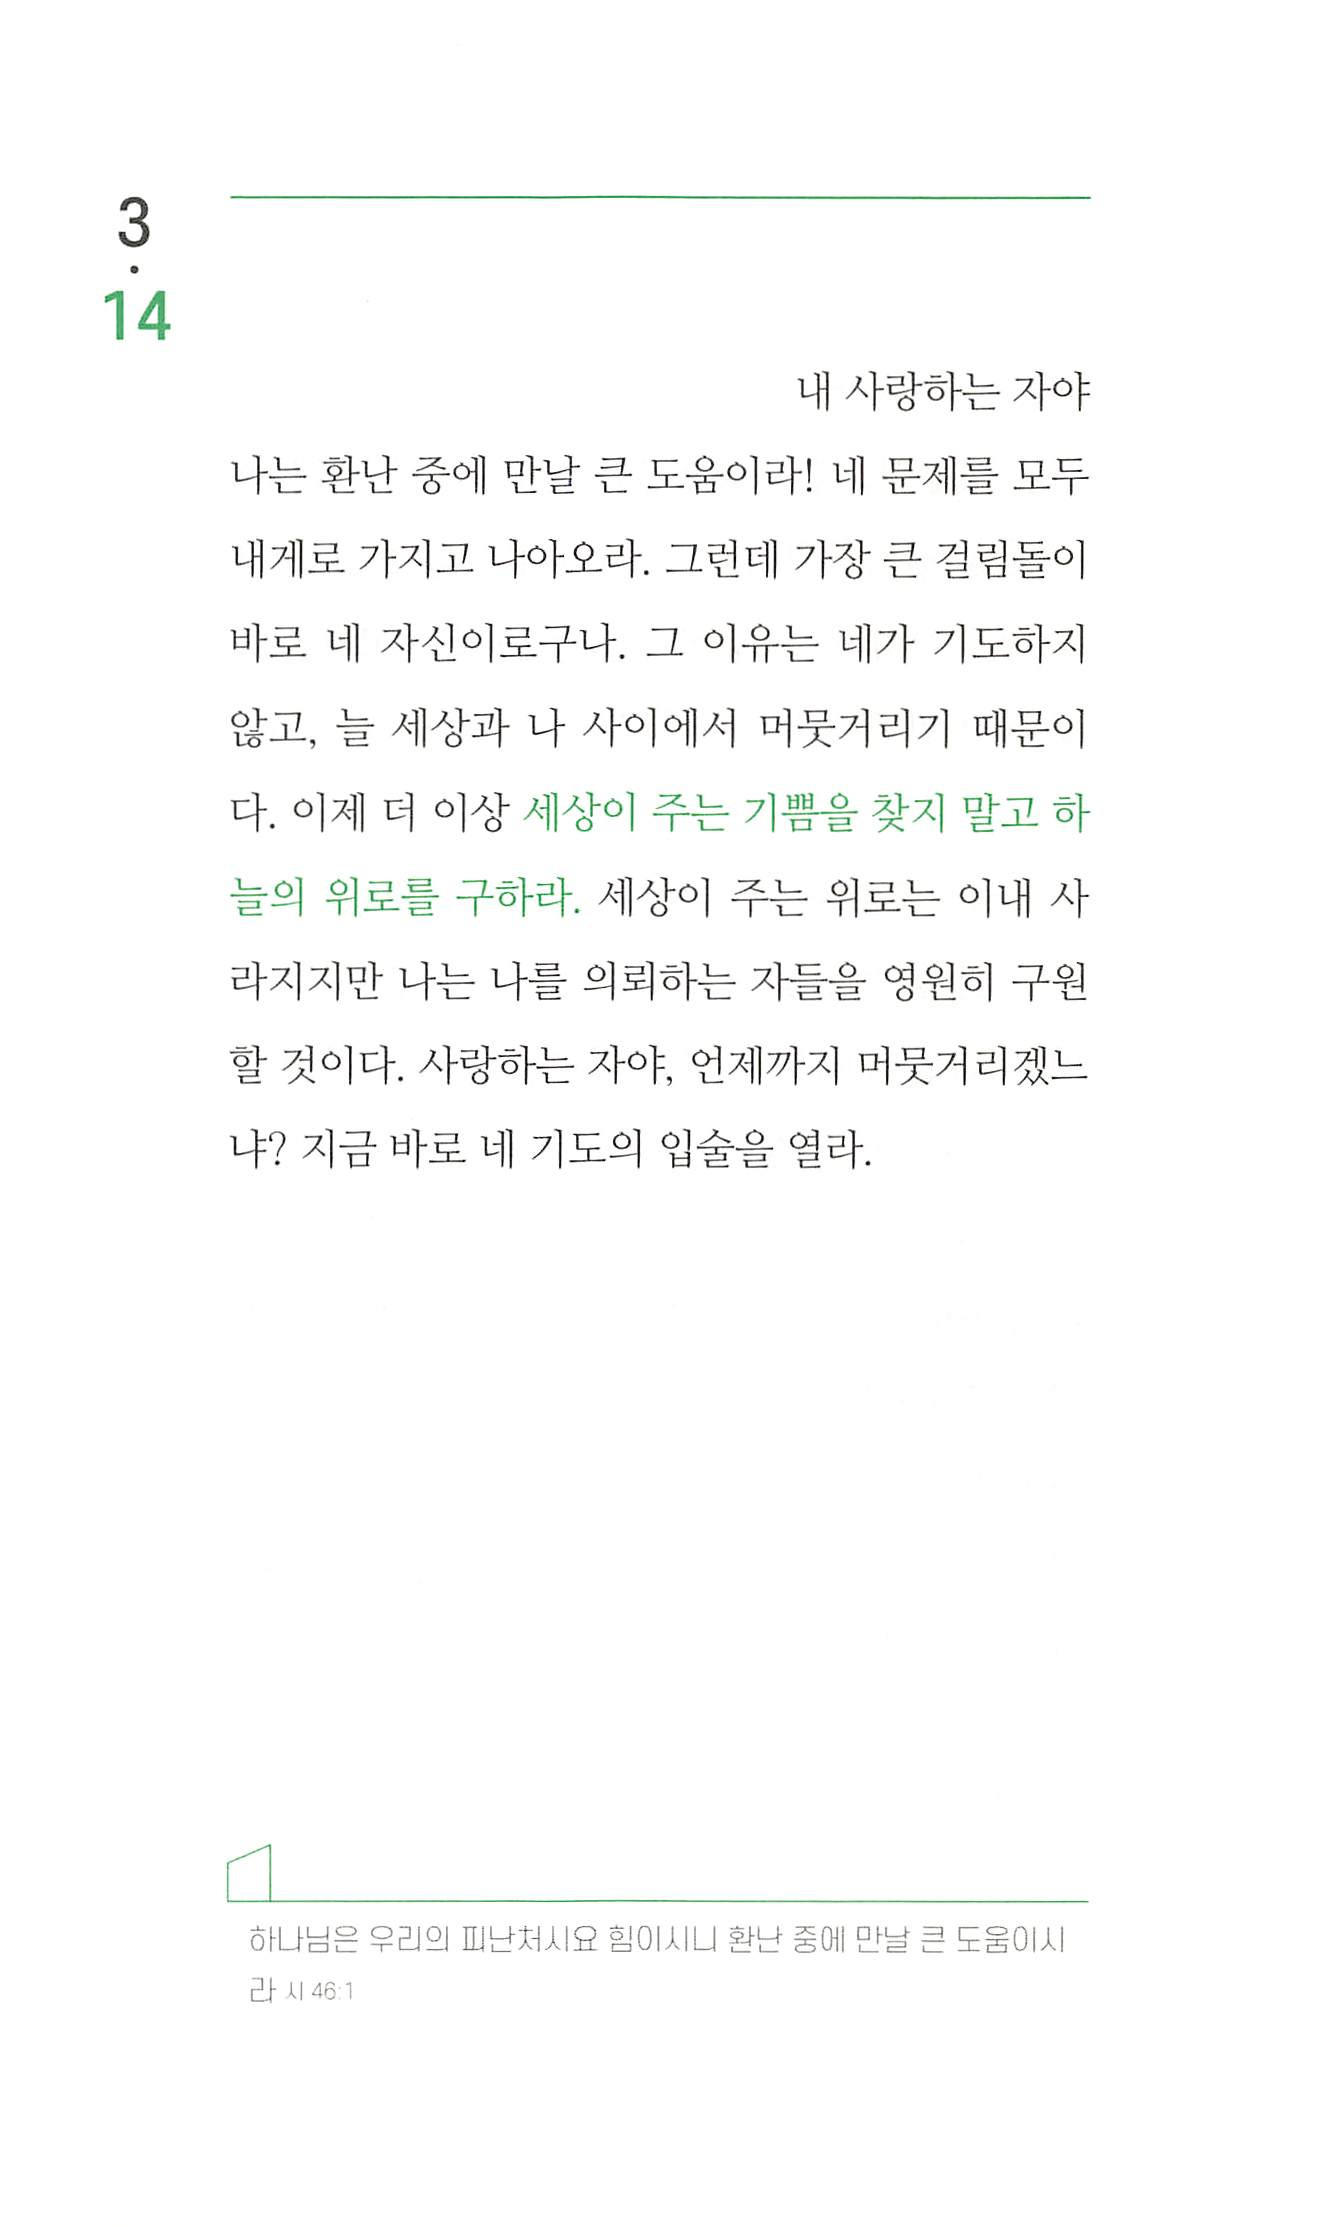 3
·
14
내 사랑하는 자야
나는 환난 중에 만날 큰 도움이라! 네 문제를 모두
내게로 가지고 나아오라. 그런데 가장 큰 걸림돌이
바로 네 자신이로구나. 그 이유는 네가 기도하지
않고, 늘 세상과 나 사이에서 머뭇거리기 때문이
다. 이제 더 이상 세상이 주는 기쁨을 찾지 말고 하
늘의 위로를 구하라. 세상이 주는 위로는 이내 사
라지지만 나는 나를 의뢰하는 자들을 영원히 구원
할 것이다. 사랑하는 자야, 언제까지 머뭇거리겠느
냐? 지금 바로 네 기도의 입술을 열라.
하나님은 우리의 피난처시요 힘이시니 환난 중에 만날 큰 도움이시
라 시 46:1